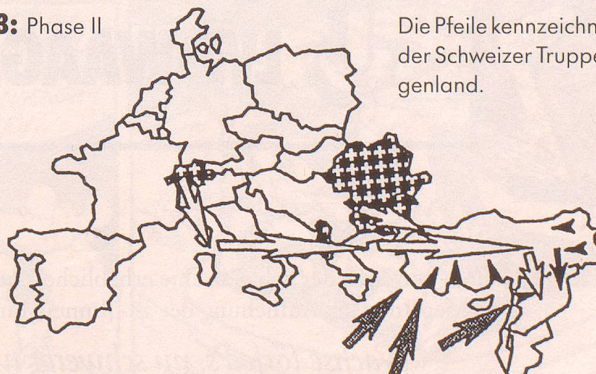 3: Phase II
Die Pfeile kennzeichn
der Schweizer Truppe
genland.